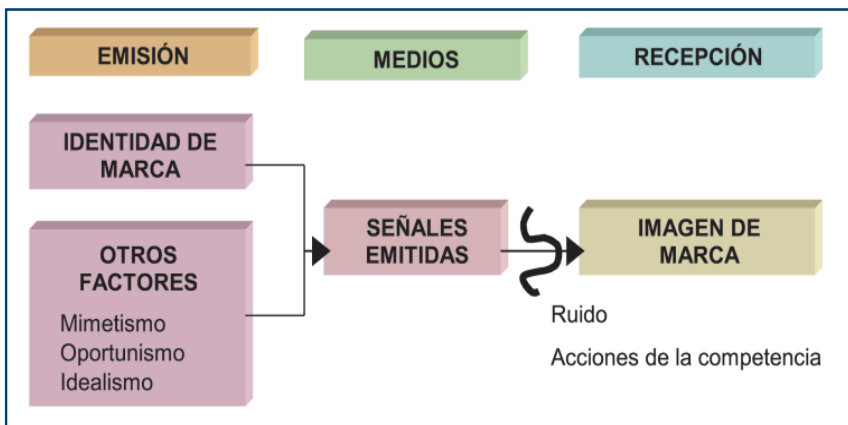 EMISIÓN
MEDIOS
RECEPCIÓN
IDENTIDAD DE
MARCA
OTROS
FACTORES
Mimetismo
Oportunismo
Idealismo
SEÑALES
EMITIDAS
IMAGEN DE
MARCA
Ruido
Acciones de la competencia